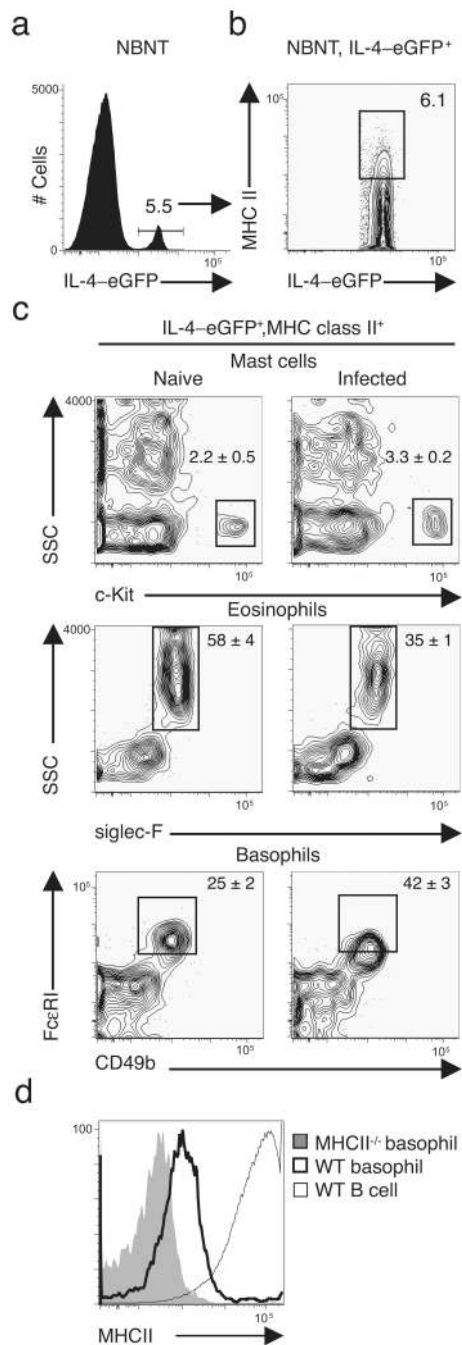 a
NBNT
5000
# Cells
5.5
0
10⁵
IL-4–eGFP
b
NBNT, IL-4–eGFP⁺
10⁵
6.1
MHC II
10⁵
IL-4–eGFP
c
IL-4–eGFP⁺,MHC class II⁺
Mast cells
Naive
Infected
4000
2.2 ± 0.5
3.3 ± 0.2
SSC
10⁵
10⁵
c-Kit
Eosinophils
4000
58 ± 4
35 ± 1
SSC
10⁵
10⁵
siglec-F
Basophils
10⁵
25 ± 2
42 ± 3
FcεRI
10⁵
10⁵
CD49b
d
100
MHCII⁻/⁻ basophil
WT basophil
WT B cell
10⁵
MHCII